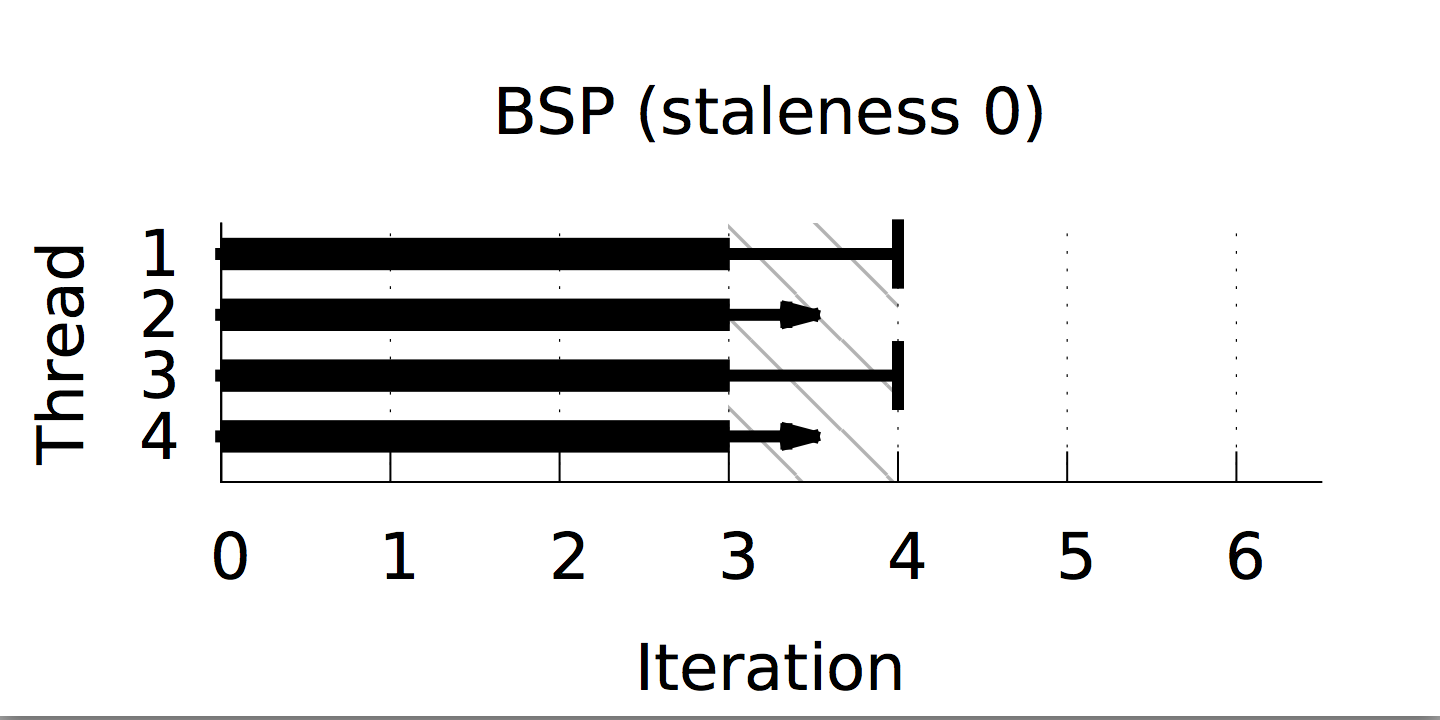 BSP (staleness 0)
Thread
1
2
3
4
0 1 2 3 4 5 6
Iteration